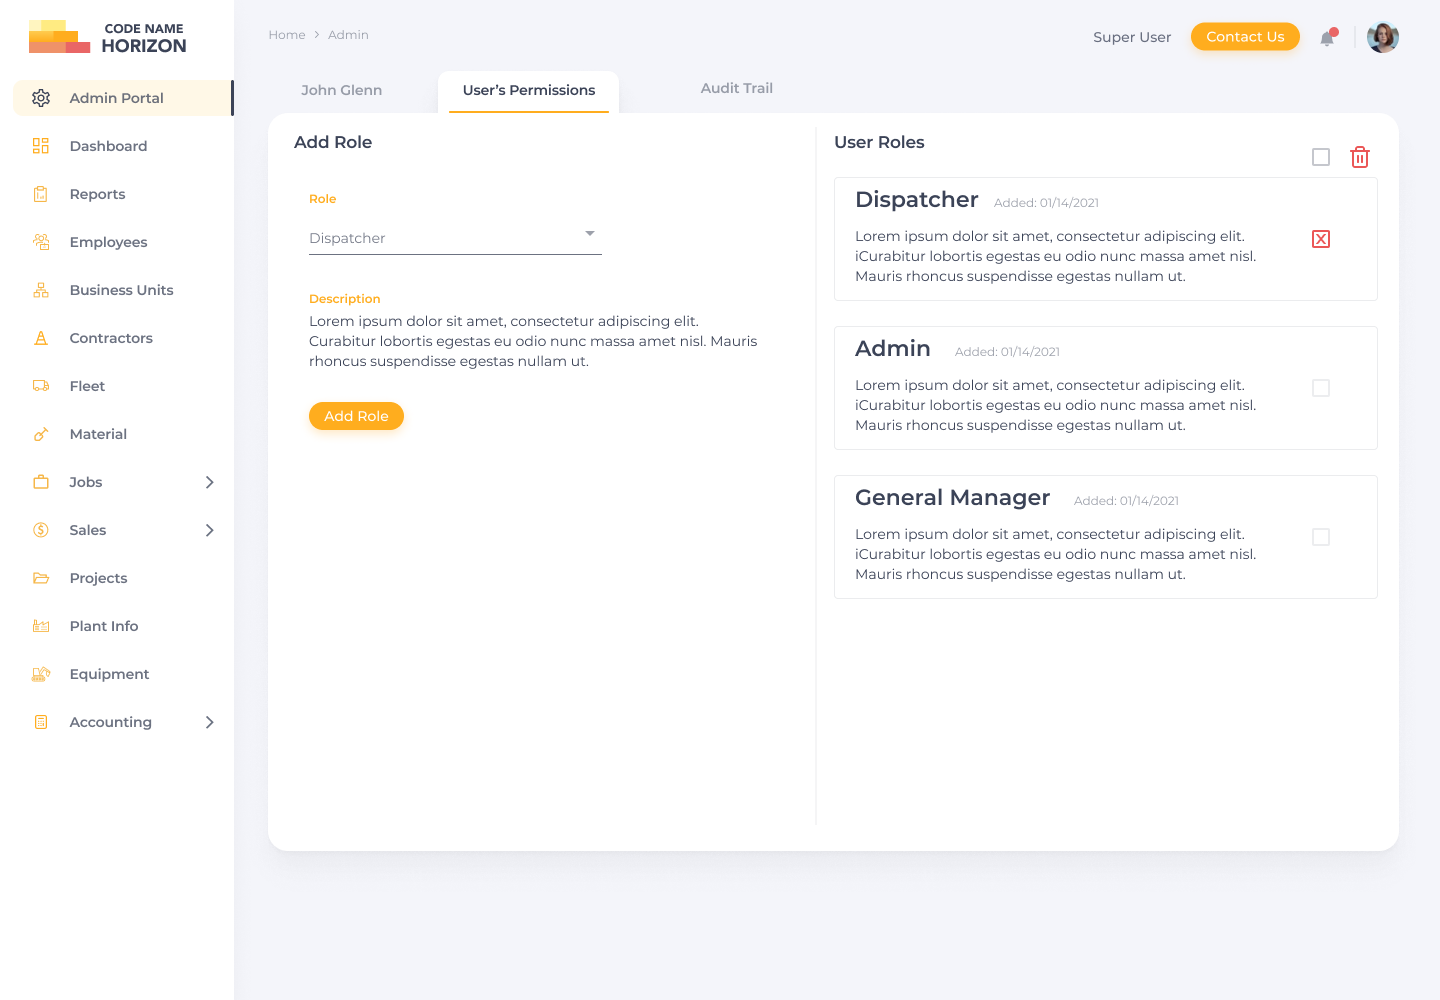 CODE NAME
HORIZON
Admin Portal
Dashboard
Reports
Employees
Business Units
Contractors
Fleet
Material
Jobs
Sales
Projects
Plant Info
Equipment
Accounting
Home > Admin
Super User
Contact Us
John Glenn
User’s Permissions
Audit Trail
Add Role
Role
Dispatcher
Description
Lorem ipsum dolor sit amet, consectetur adipiscing elit.
Curabitur lobortis egestas eu odio nunc massa amet nisl. Mauris
rhoncus suspendisse egestas nullam ut.
Add Role
User Roles
Dispatcher Added: 01/14/2021
Lorem ipsum dolor sit amet, consectetur adipiscing elit.
iCurabitur lobortis egestas eu odio nunc massa amet nisl.
Mauris rhoncus suspendisse egestas nullam ut.
Admin Added: 01/14/2021
Lorem ipsum dolor sit amet, consectetur adipiscing elit.
iCurabitur lobortis egestas eu odio nunc massa amet nisl.
Mauris rhoncus suspendisse egestas nullam ut.
General Manager Added: 01/14/2021
Lorem ipsum dolor sit amet, consectetur adipiscing elit.
iCurabitur lobortis egestas eu odio nunc massa amet nisl.
Mauris rhoncus suspendisse egestas nullam ut.